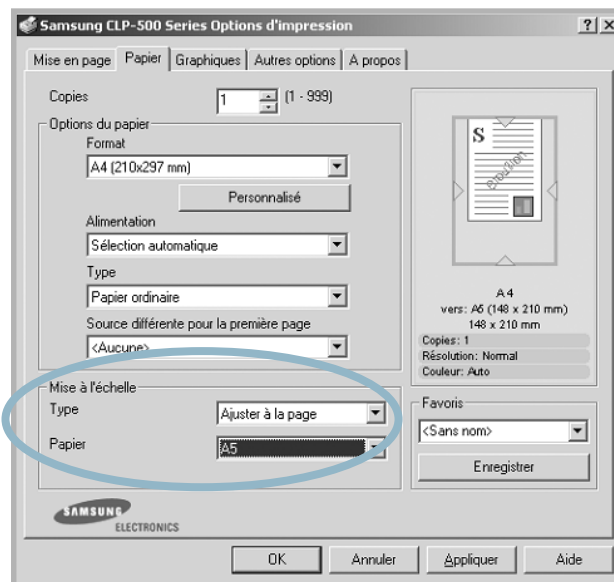 Samsung CLP-500 Series Options d'impression
Mise en page Papier Graphiques Autres options A propos
Copies 1 (1 - 999)
Options du papier
Format
A4 (210x297 mm)
Personnalisé
Alimentation
Sélection automatique
Type
Papier ordinaire
Source différente pour la première page
<Aucune>
Mise à l'échelle
Type Ajuster à la page
Papier A5
S
Brouillon
A4
vers: A5 (148 x 210 mm)
148 x 210 mm
Copies: 1
Résolution: Normal
Couleur: Auto
Favoris
<Sans nom>
Enregistrer
SAMSUNG
ELECTRONICS
OK Annuler Appliquer Aide